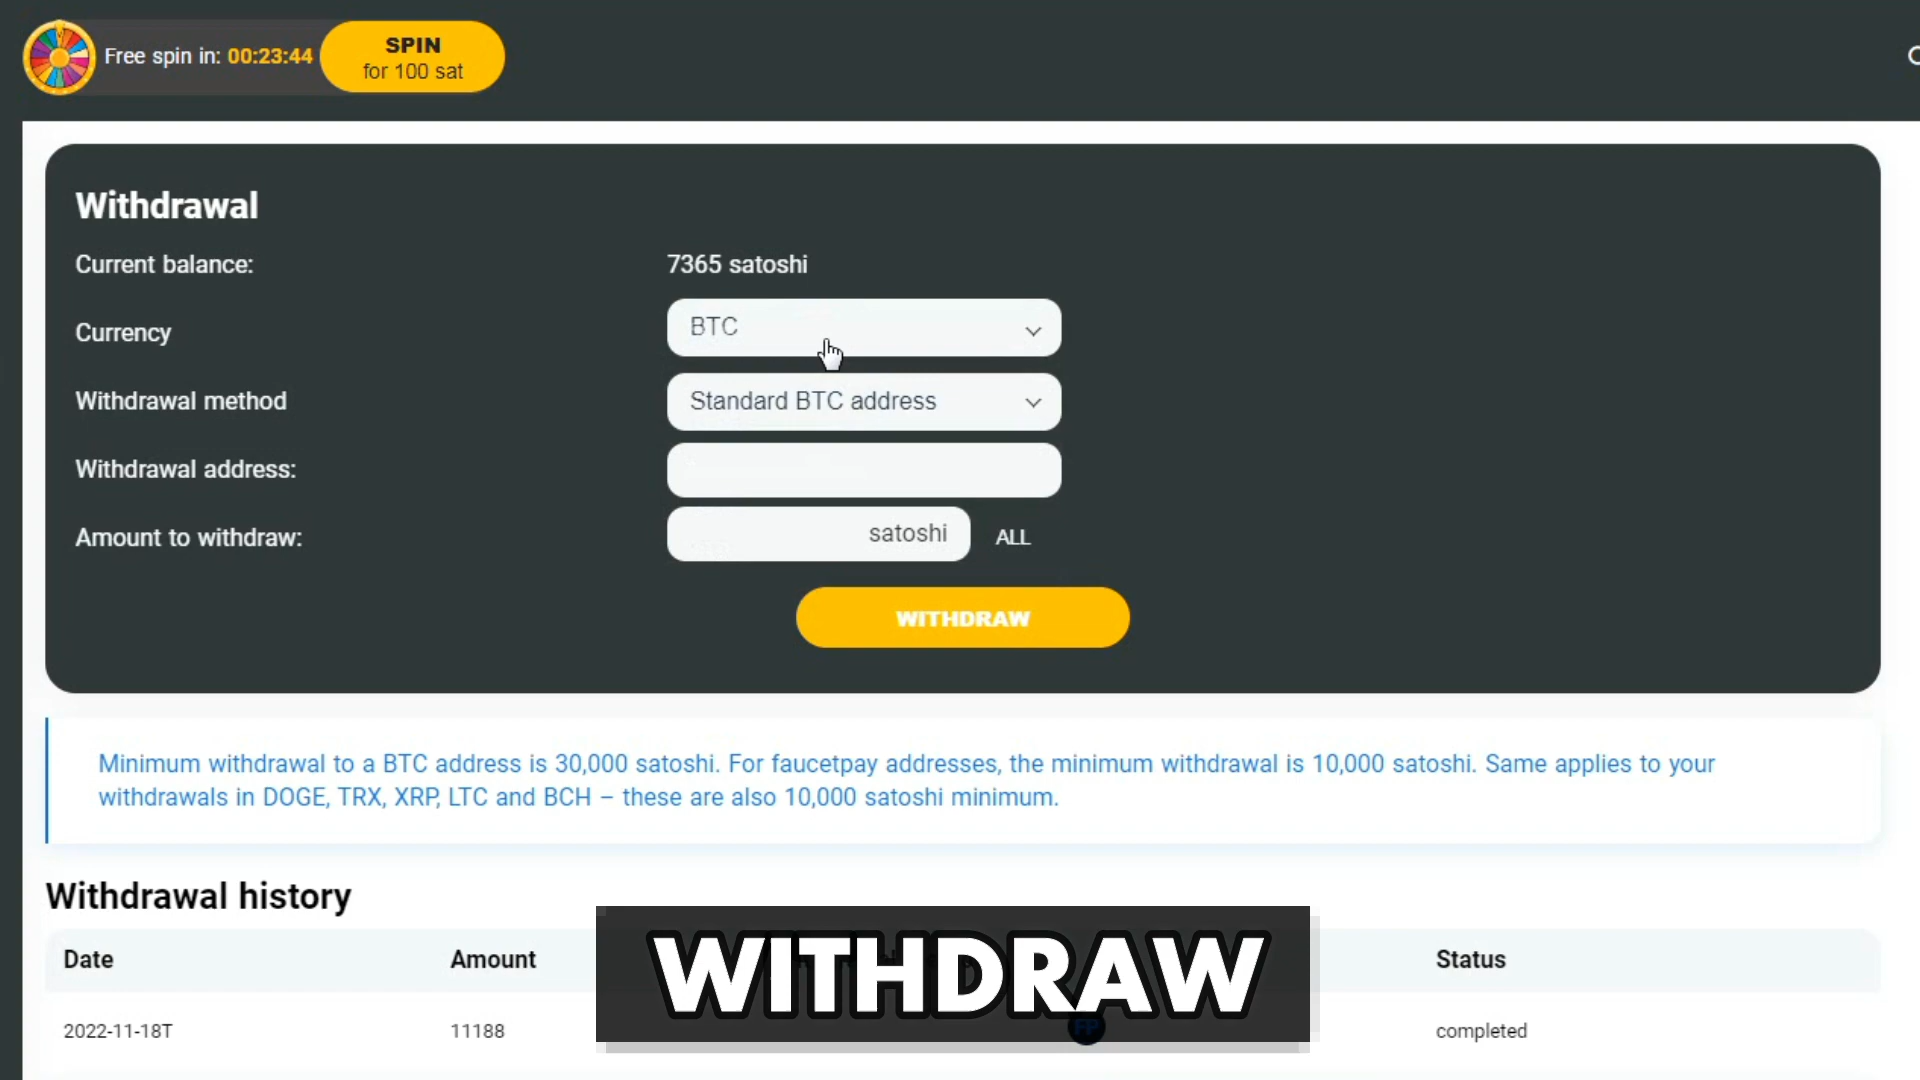 Free spin in: 00:23:44
SPIN
for 100 sat
Withdrawal
Current balance: 7365 satoshi
Currency BTC
Withdrawal method Standard BTC address
Withdrawal address:
Amount to withdraw: satoshi ALL
WITHDRAW
Minimum withdrawal to a BTC address is 30,000 satoshi. For faucetpay addresses, the minimum withdrawal is 10,000 satoshi. Same applies to your
withdrawals in DOGE, TRX, XRP, LTC and BCH – these are also 10,000 satoshi minimum.
Withdrawal history
Date Amount Status
WITHDRAW
2022-11-18T 11188 FP completed